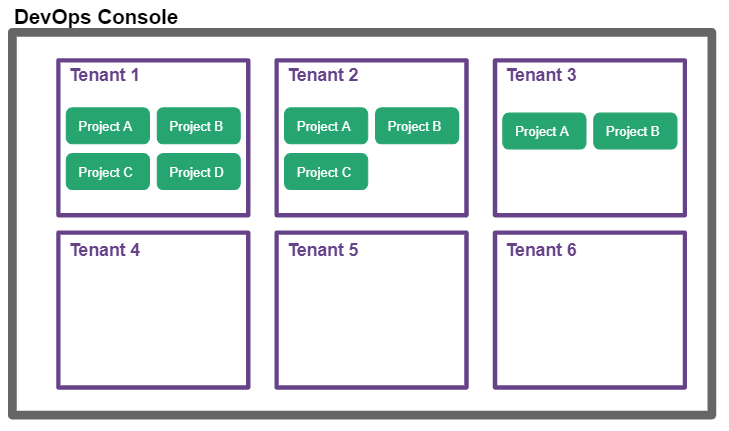 DevOps Console
Tenant 1
Project A
Project B
Project C
Project D
Tenant 2
Project A
Project B
Project C
Tenant 3
Project A
Project B
Tenant 4
Tenant 5
Tenant 6